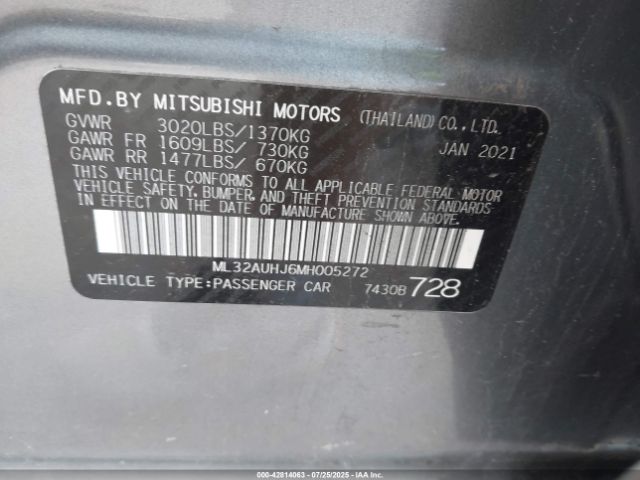 MFD. BY MITSUBISHI MOTORS (THAILAND) CO., LTD.
GVWR 3020LBS/1370KG JAN 2021
GAWR FR 1609LBS/ 730KG
GAWR RR 1477LBS/ 670KG
THIS VEHICLE CONFORMS TO ALL APPLICABLE FEDERAL MOTOR
VEHICLE SAFETY, BUMPER, AND THEFT PREVENTION STANDARDS
IN EFFECT ON THE DATE OF MANUFACTURE SHOWN ABOVE.
ML32AUHJ6MH005272
VEHICLE TYPE:PASSENGER CAR 7430B 728
000-42814063 - 07/25/2025 - IAAI.COM